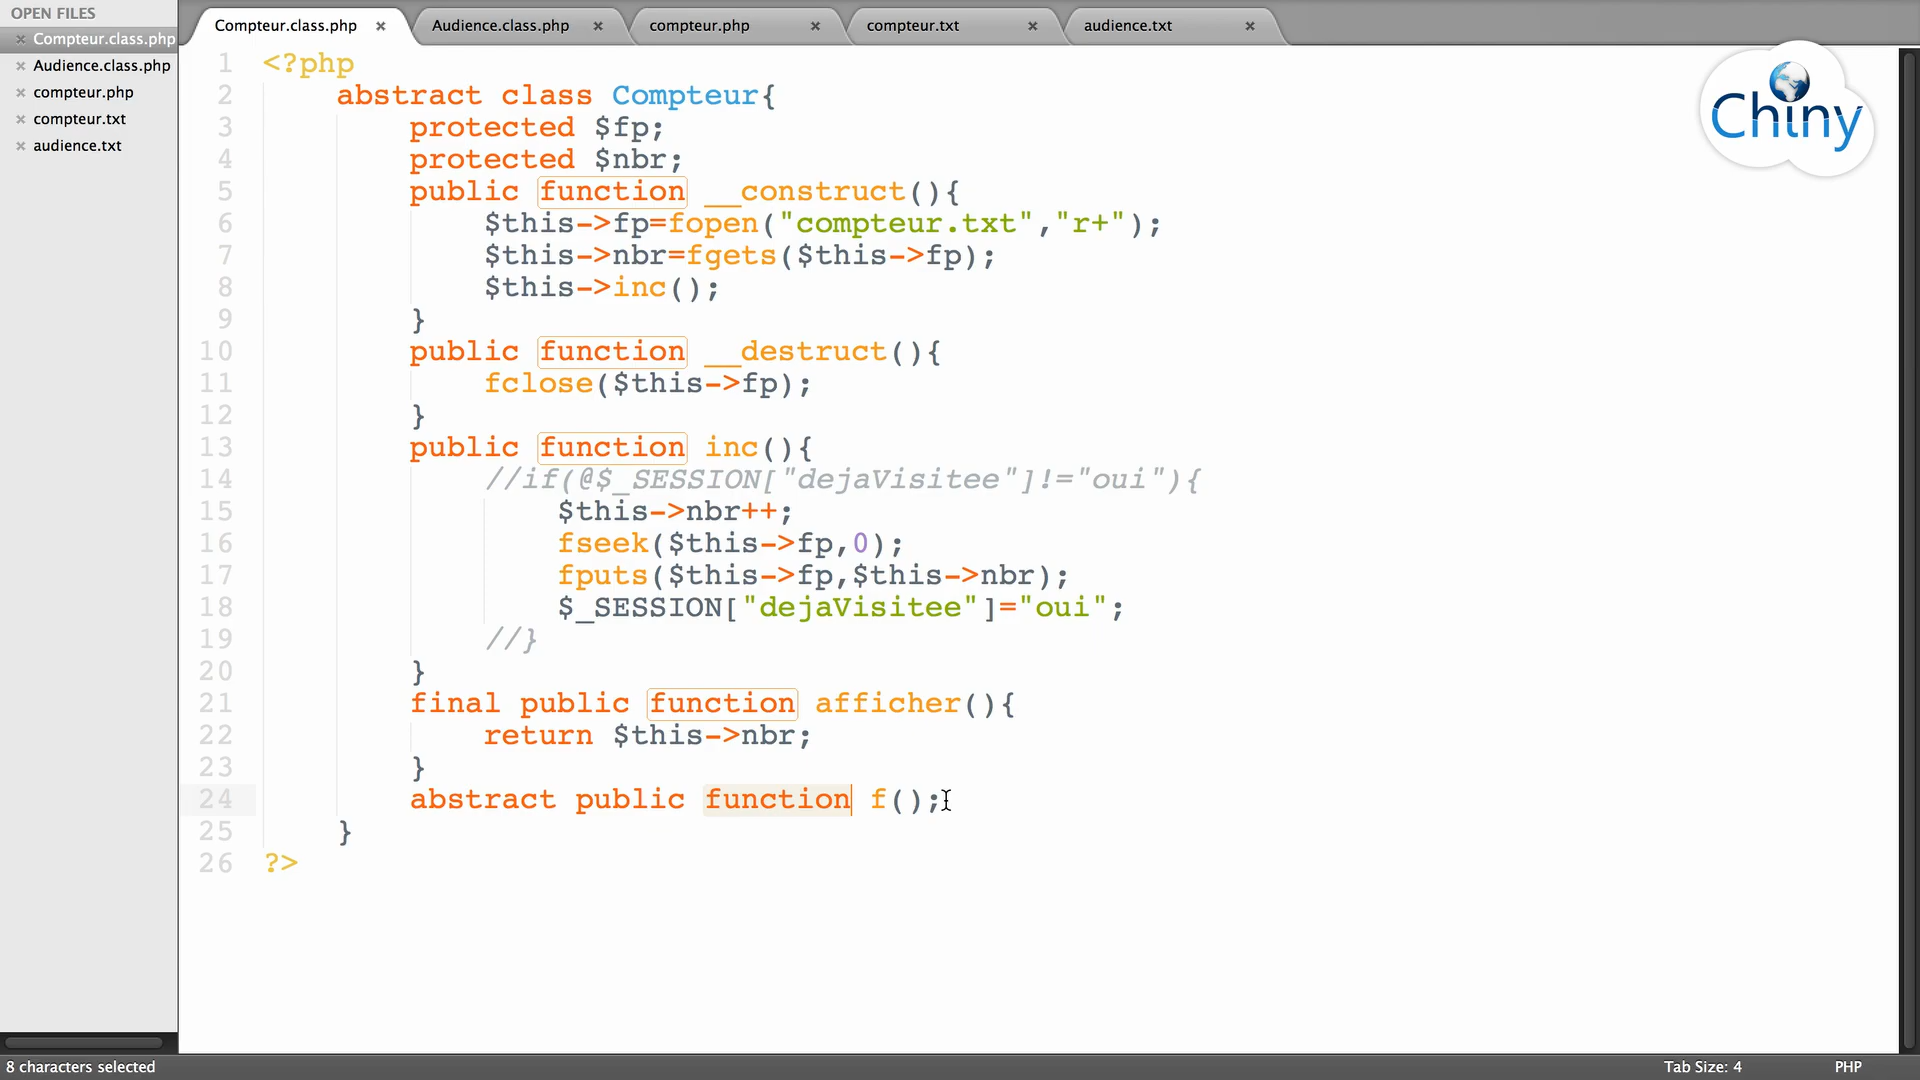 OPEN FILES
Compteur.class.php
Audience.class.php
compteur.php
compteur.txt
audience.txt
Compteur.class.php
Audience.class.php
compteur.php
compteur.txt
audience.txt
Chiny
1 <?php
2 abstract class Compteur{
3 protected $fp;
4 protected $nbr;
5 public function __construct(){
6 $this->fp=fopen("compteur.txt","r+");
7 $this->nbr=fgets($this->fp);
8 $this->inc();
9 }
10 public function __destruct(){
11 fclose($this->fp);
12 }
13 public function inc(){
14 //if(@$_SESSION["dejaVisitee"]!="oui"){
15 $this->nbr++;
16 fseek($this->fp,0);
17 fputs($this->fp,$this->nbr);
18 $_SESSION["dejaVisitee"]="oui";
19 //}
20 }
21 final public function afficher(){
22 return $this->nbr;
23 }
24 abstract public function f();
25 }
26 ?>
8 characters selected
Tab Size: 4
PHP